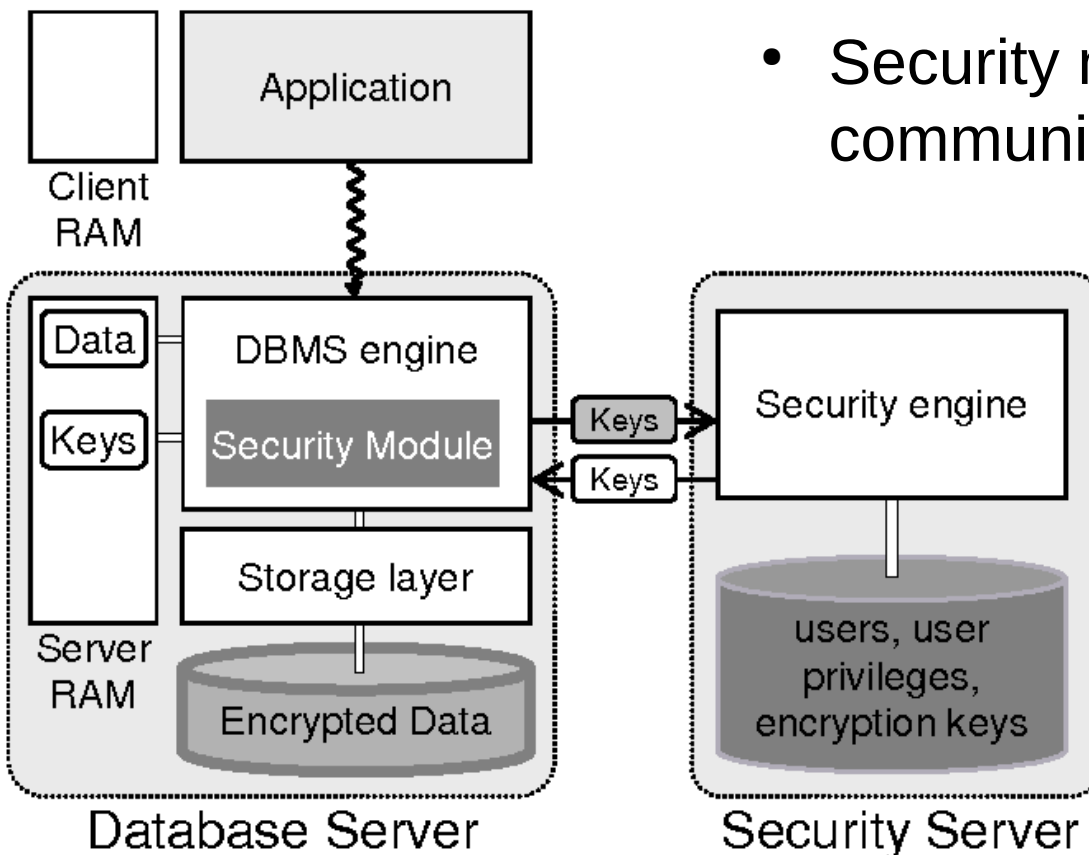 Application
Client
RAM
• Security
communi
Data
Keys
DBMS engine
Security Module
Storage layer
Server
RAM
Encrypted Data
Database Server
Keys
Keys
Security engine
users, user
privileges,
encryption keys
Security Server